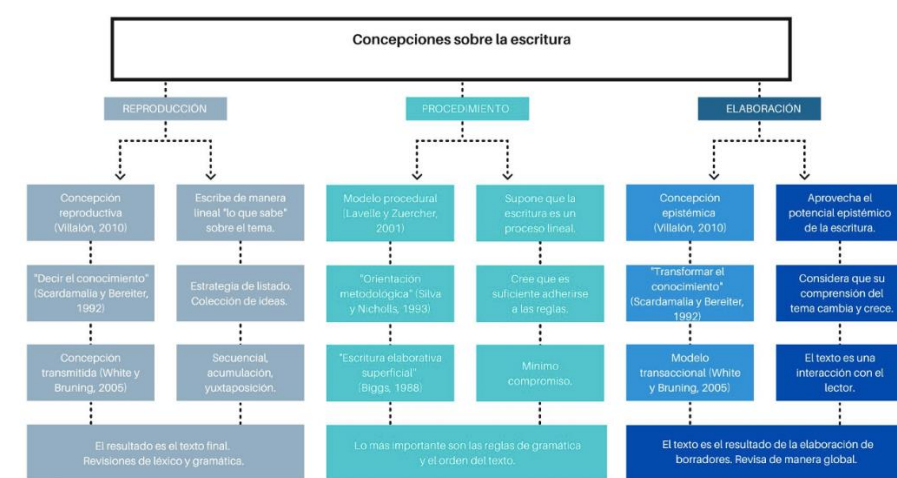 Concepciones sobre la escritura
REPRODUCCIÓN
PROCEDIMIENTO
ELABORACIÓN
Concepción
reproductiva
(Villalón, 2010)
Escribe de manera
lineal "lo que sabe"
sobre el tema.
Modelo procedural
(Lavelle y Zuercher,
2001)
Supone que la
escritura es un
proceso lineal.
Concepción
epistémica
(Villalón, 2010)
Aprovecha el
potencial epistémico
de la escritura.
"Decir el conocimiento"
(Scardamalia y Bereiter,
1992)
Estrategia de listado.
Colección de ideas.
"Orientación
metodológica" (Silva
y Nicholls, 1993)
Cree que es
suficiente adherirse
a las reglas.
"Transformar el
conocimiento"
(Scardamalia y Bereiter,
1992)
Considera que su
comprensión del
tema cambia y crece.
Concepción
transmitida (White y
Bruning, 2005)
Secuencial,
acumulación,
yuxtaposición.
"Escritura elaborativa
superficial"
(Biggs, 1988)
Mínimo
compromiso.
Modelo
transaccional (White
y Bruning, 2005)
El texto es una
interacción con el
lector.
El resultado es el texto final.
Revisiones de léxico y gramática.
Lo más importante son las reglas de gramática
y el orden del texto.
El texto es el resultado de la elaboración de
borradores. Revisa de manera global.